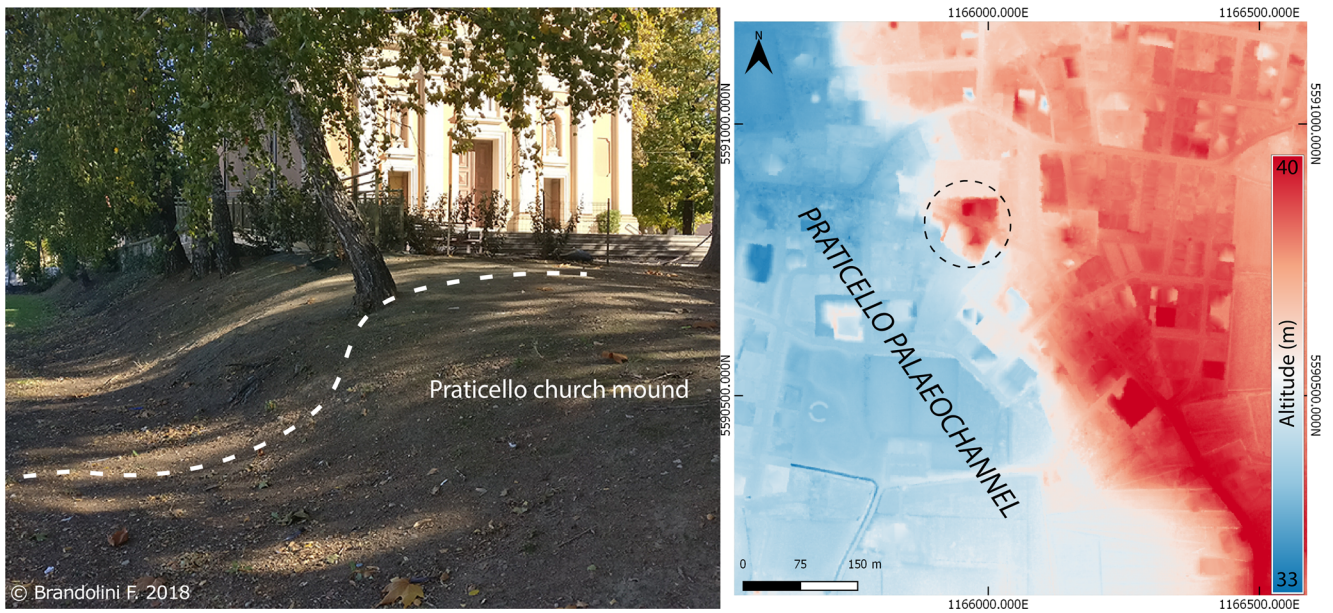 Praticello church mound
© Brandolini F. 2018
1166000.000E
1166500.000E
N
5591000.000N
5591000.000N
40
PRATICELLO PALAEOCHANNEL
Altitude (m)
5590500.000N
5590500.000N
0 75 150 m
33
1166000.000E
1166500.000E